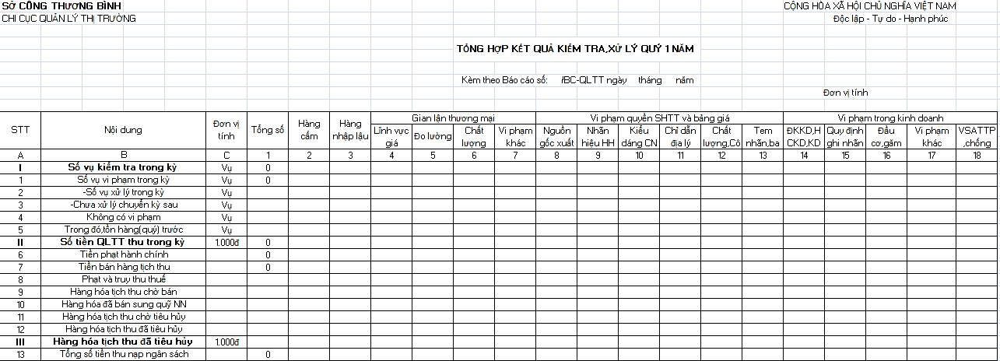 SỞ CÔNG THƯƠNG BÌNH
CỘNG HÒA XÃ HỘI CHỦ NGHĨA VIỆT NAM
CHI CỤC QUẢN LÝ THỊ TRƯỜNG
Độc lập - Tự do - Hạnh phúc
TỔNG HỢP KẾT QUẢ KIỂM TRA,XỬ LÝ QUÝ 1 NĂM
Kèm theo Báo cáo số: /BC-QLTT ngày tháng năm
Đơn vị tính
STT Nội dung Đơn vị tính Tổng số Hàng cấm Hàng nhập lậu Gian lận thương mại Vi phạm quyền SHTT và bảng giá Vi phạm trong kinh doanh
Lĩnh vực giá Đo lường Chất lượng Vi phạm khác Nguồn gốc xuất Nhãn hiệu HH Kiểu dáng CN Chỉ dẫn địa lý Chất lượng,Cô Tem nhãn,ba ĐKKD,H CKD,KD Quy định ghi nhãn Đầu cơ,găm Vi phạm khác VSATTP ,chống
A B C 1 2 3 4 5 6 7 8 9 10 11 12 13 14 15 16 17 18
I Số vụ kiểm tra trong kỳ Vụ 0
1 Số vụ vi phạm trong kỳ Vụ 0
2 -Số vụ xử lý trong kỳ Vụ
3 -Chưa xử lý chuyển kỳ sau Vụ
4 Không có vi phạm Vụ
5 Trong đó,tồn hàng(quý) trước Vụ
II Số tiền QLTT thu trong kỳ 1.000đ 0
6 Tiền phạt hành chính 0
7 Tiền bán hàng tịch thu 0
8 Phạt và truy thu thuế
9 Hàng hóa tịch thu chờ bán
10 Hàng hóa đã bán sung quỹ NN
11 Hàng hóa tịch thu chờ tiêu hủy
12 Hàng hóa tịch thu đã tiêu hủy
III Hàng hóa tịch thu đã tiêu hủy 1.000đ
13 Tổng số tiền thu nạp ngân sách 0